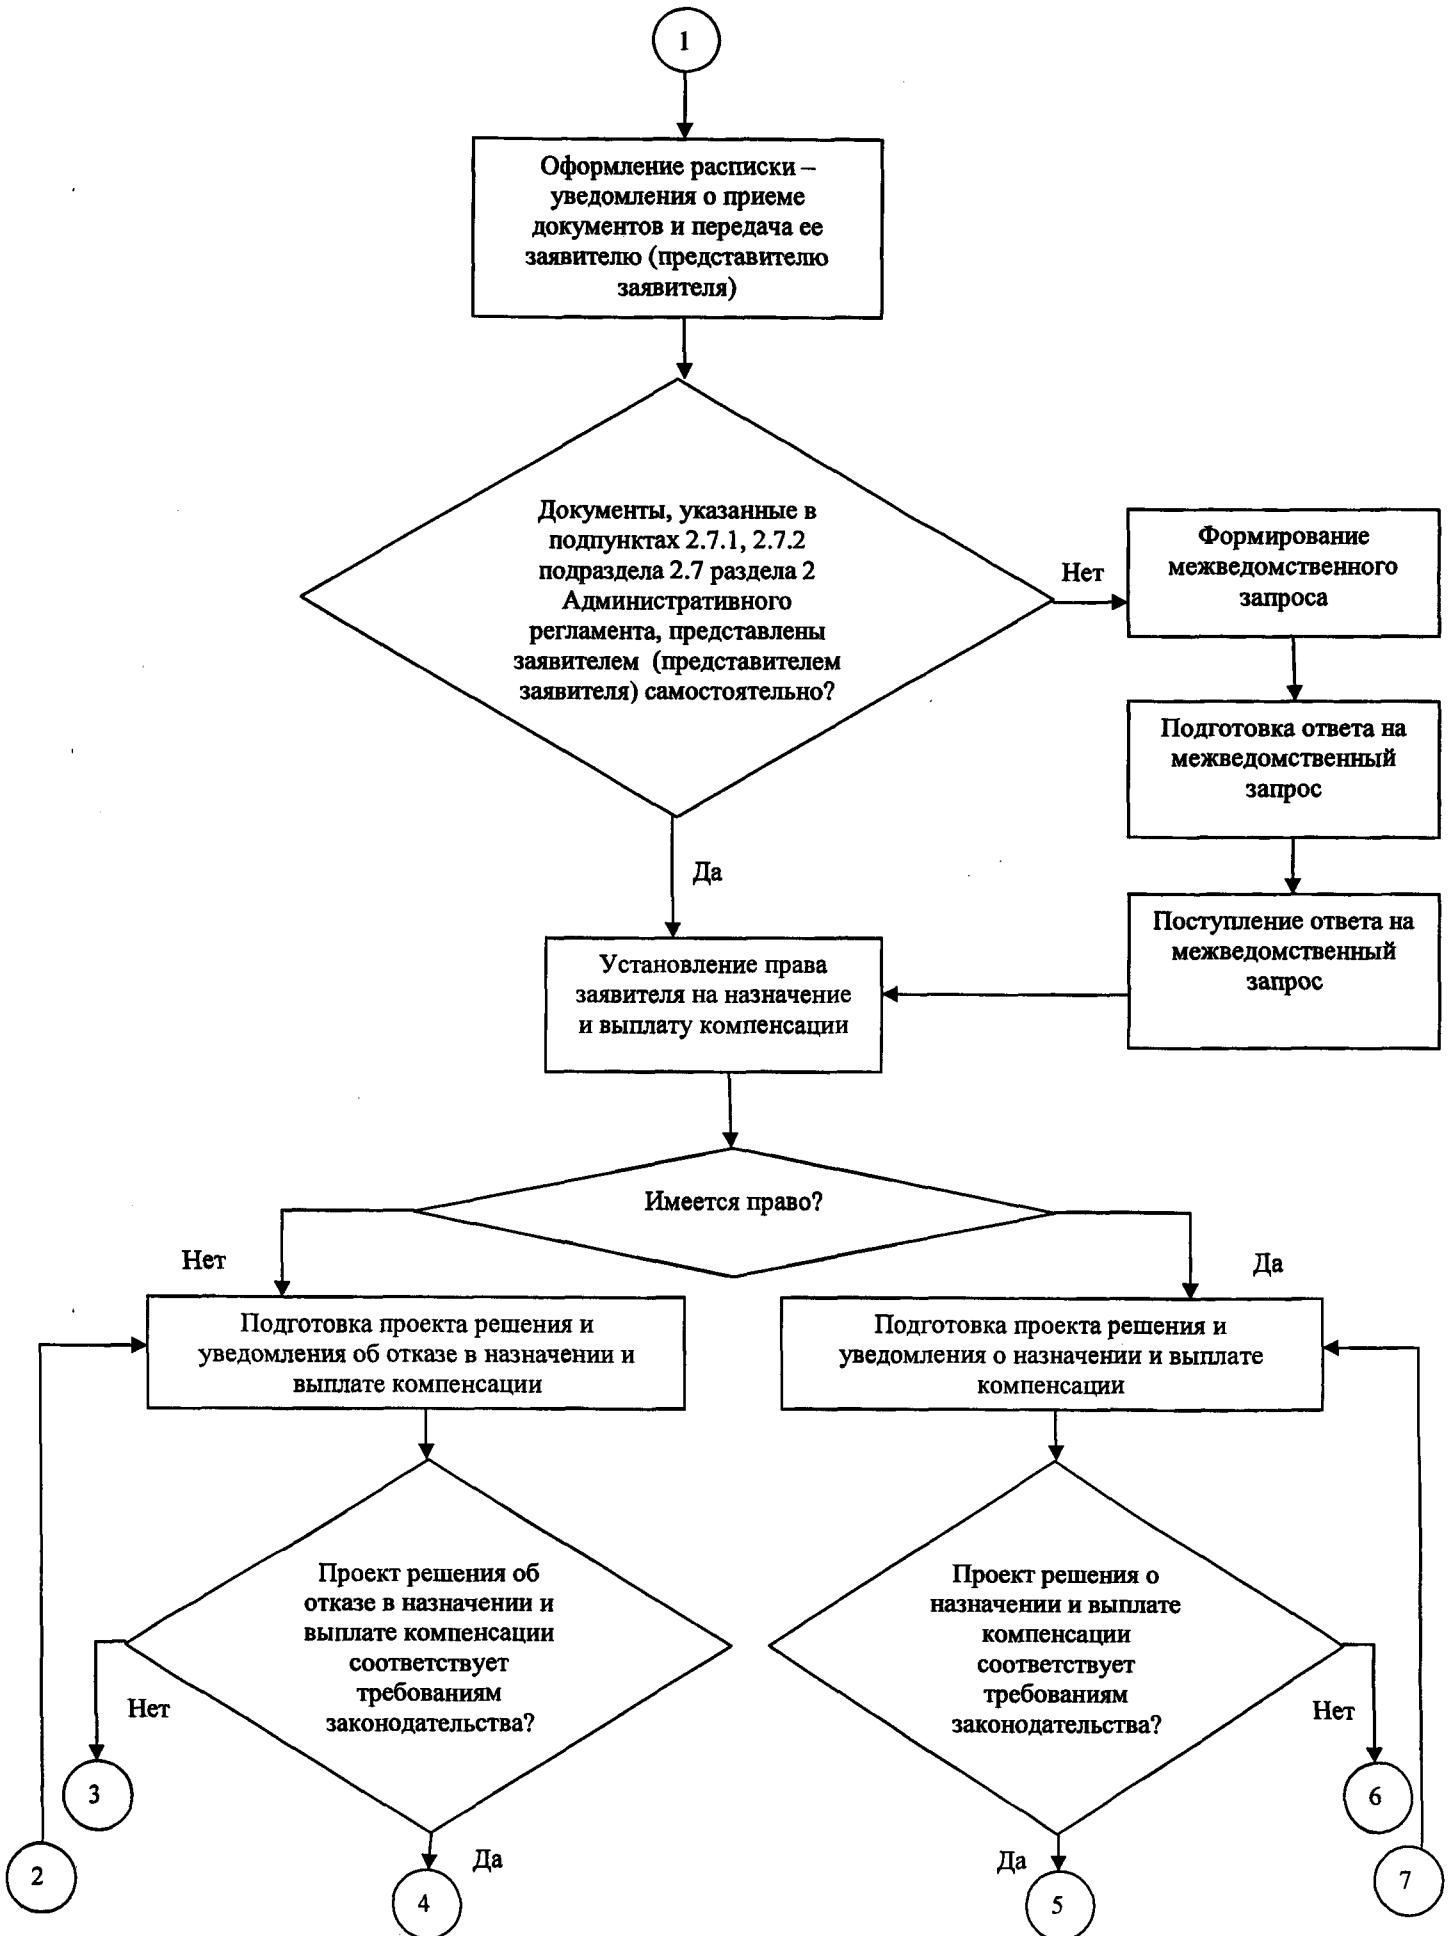 1
Оформление расписки –
уведомления о приеме
документов и передача ее
заявителю (представителю
заявителя)
Документы, указанные в
подпунктах 2.7.1, 2.7.2
подраздела 2.7 раздела 2
Административного
регламента, представлены
заявителем (представителем
заявителя) самостоятельно?
Нет
Формирование
межведомственного
запроса
Подготовка ответа на
межведомственный
запрос
Да
Поступление ответа на
межведомственный
запрос
Установление права
заявителя на назначение
и выплату компенсации
Имеется право?
Нет
Да
Подготовка проекта решения и
уведомления об отказе в назначении и
выплате компенсации
Подготовка проекта решения и
уведомления о назначении и выплате
компенсации
Проект решения об
отказе в назначении и
выплате компенсации
соответствует
требованиям
законодательства?
Нет
Проект решения о
назначении и выплате
компенсации
соответствует
требованиям
законодательства?
Нет
3
6
2
Да
4
Да
5
7